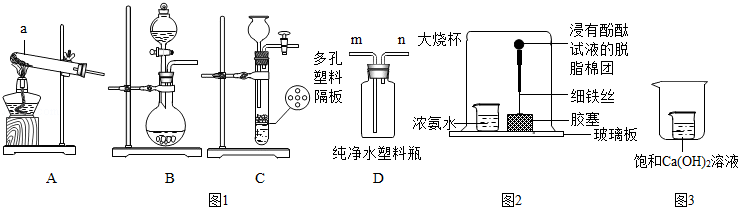 a
多孔
塑料
隔板
m
n
纯净水塑料瓶
A
B
C
D
图1
大烧杯
浸有酚酞
试液的脱
脂棉团
细铁丝
浓氨水
胶塞
玻璃板
图2
饱和Ca(OH)₂溶液
图3